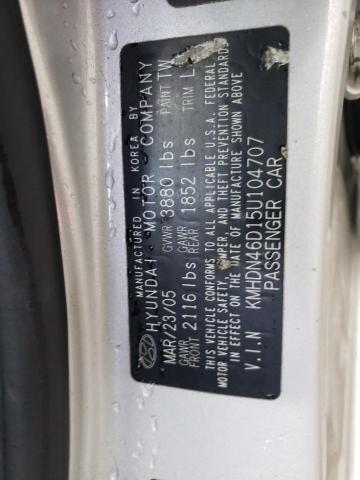 MANUFACTURED IN KOREA BY
HYUNDAI MOTOR COMPANY
MAR/23/05 GVWR 3880 lbs PAINT TW
GAWR FRONT 2116 lbs GAWR REAR 1852 lbs TRIM L
THIS VEHICLE CONFORMS TO ALL APPLICABLE U.S.A. FEDERAL
MOTOR VEHICLE SAFETY, BUMPER, AND THEFT PREVENTION STANDARDS
IN EFFECT ON THE DATE OF MANUFACTURE SHOWN ABOVE
V.I.N KMHDN46D15U104707
PASSENGER CAR